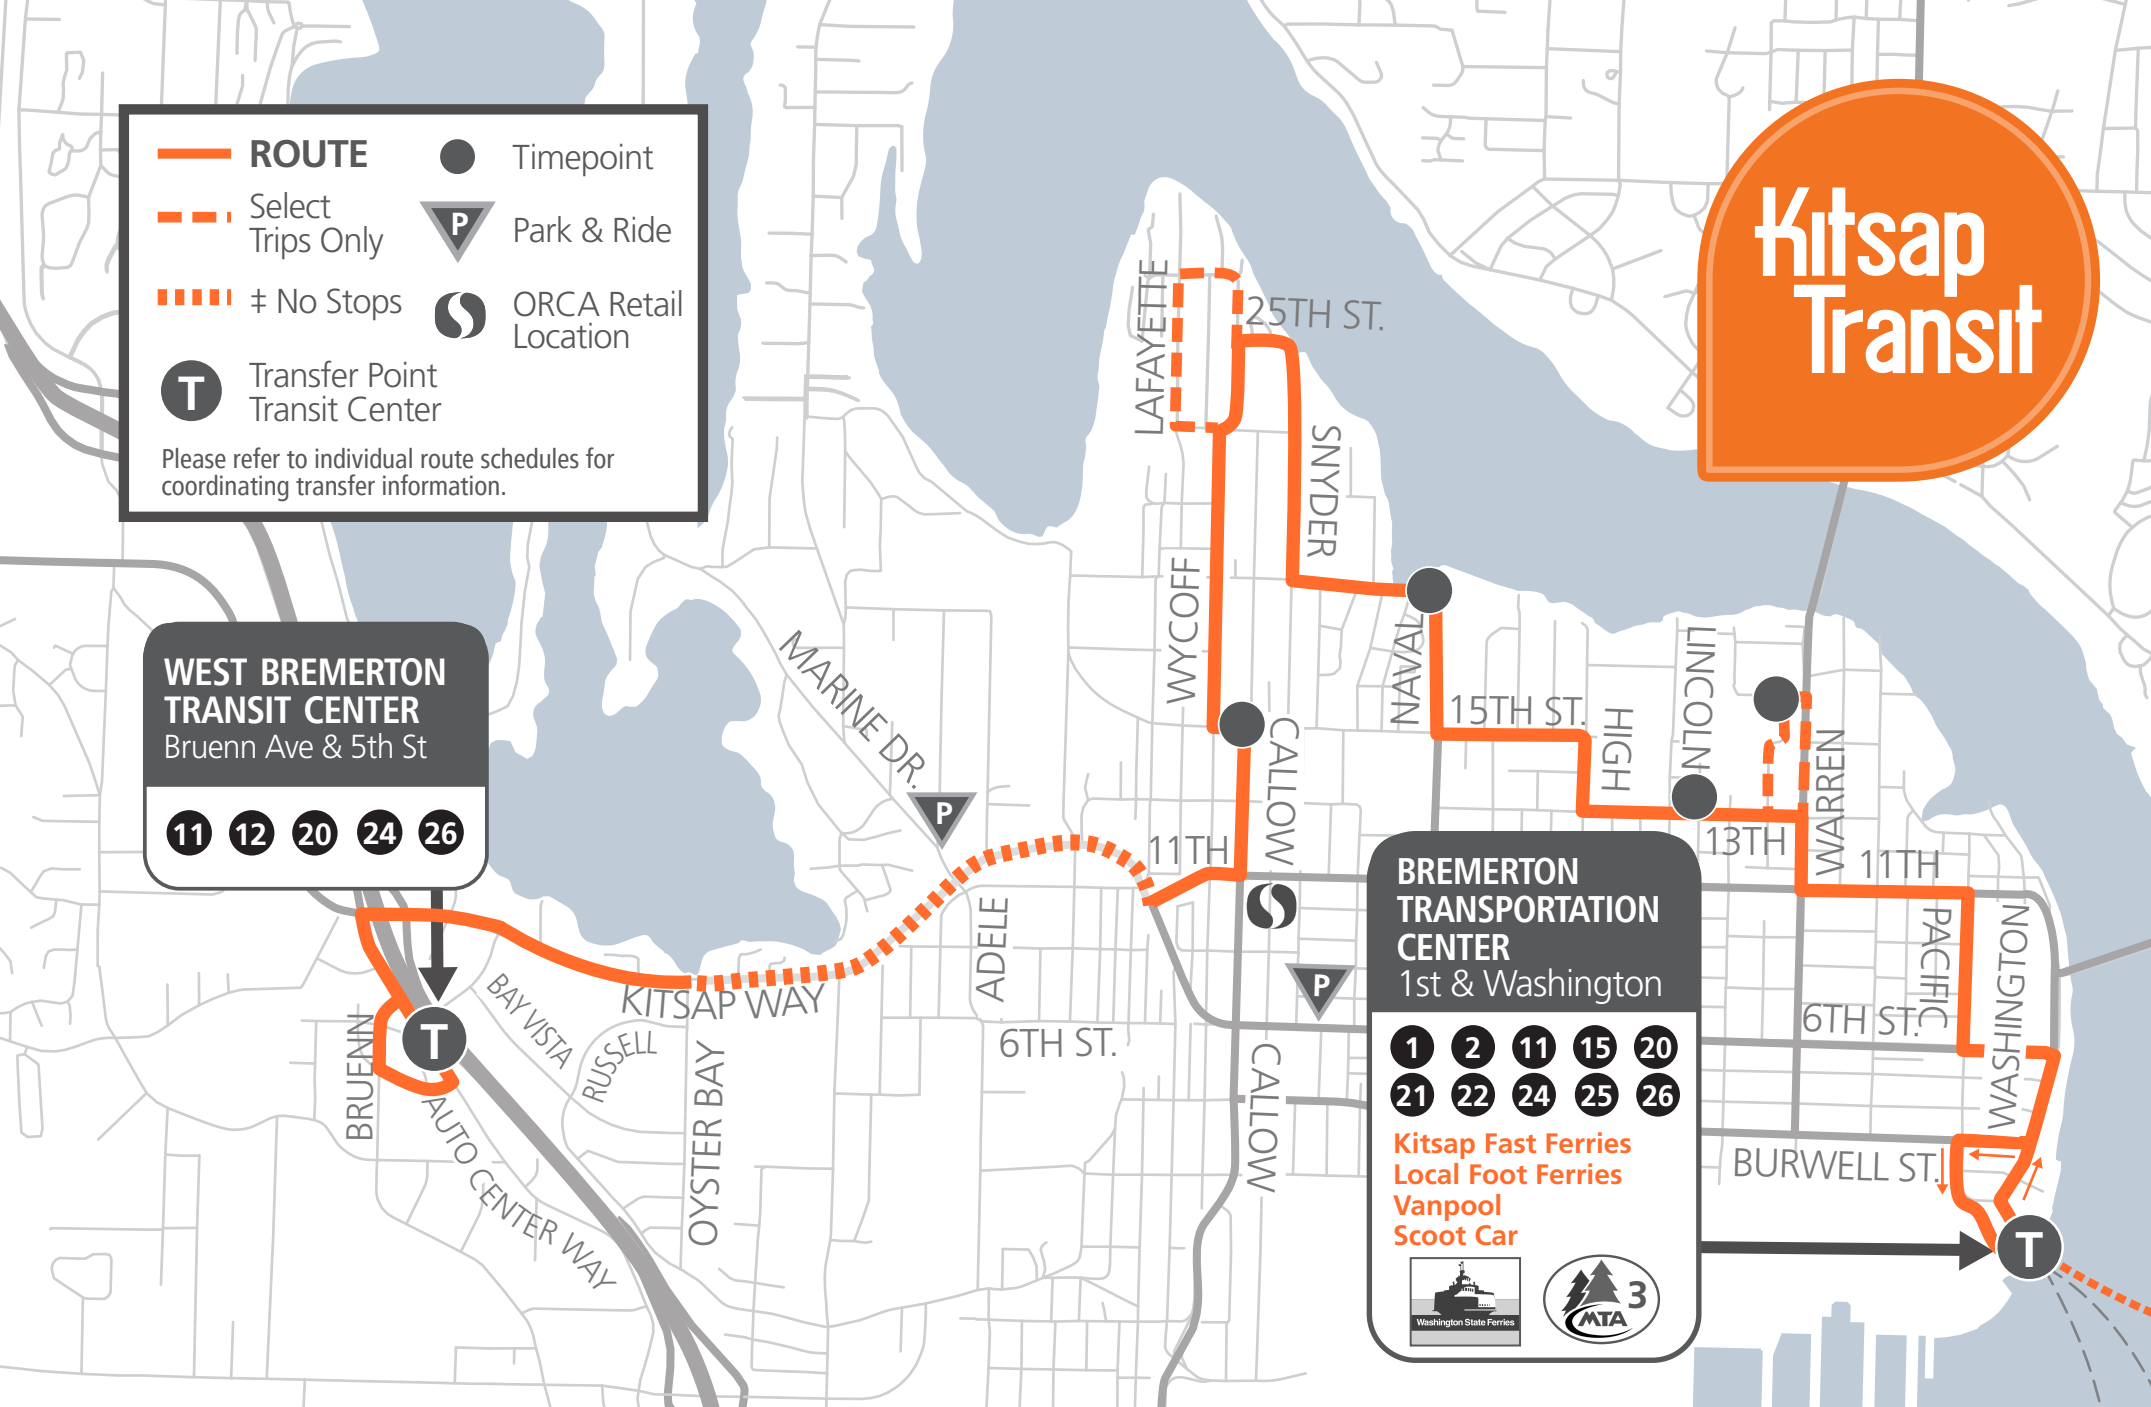 ROUTE
Select
Trips Only
‡ No Stops
T
Transfer Point
Transit Center
Timepoint
P
Park & Ride
ORCA Retail
Location
Please refer to individual route schedules for
coordinating transfer information.
Kitsap
Transit
LAFAYETTE
25TH ST.
SNYDER
WYCOFF
NAVAL
LINCOLN
MARINE DR.
P
15TH ST.
HIGH
CALLOW
WARREN
11TH
13TH
11TH
WEST BREMERTON
TRANSIT CENTER
Bruenn Ave & 5th St
11 12 20 24 26
ADELE
PACIFIC
WASHINGTON
P
KITSAP WAY
BAY VISTA
RUSSELL
6TH ST.
6TH ST.
T
BRUENN
AUTO CENTER WAY
OYSTER BAY
CALLOW
BURWELL ST.
BREMERTON
TRANSPORTATION
CENTER
1st & Washington
1 2 11 15 20
21 22 24 25 26
Kitsap Fast Ferries
Local Foot Ferries
Vanpool
Scoot Car
Washington State Ferries
MTA 3
T